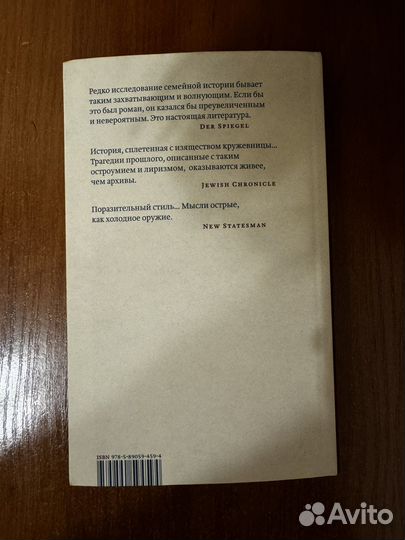 Редко исследование семейной истории бывает
таким захватывающим и волнующим. Если бы
это был роман, он казался бы преувеличенным
и невероятным. Это настоящая литература.
DER SPIEGEL
История, сплетенная с изяществом кружевницы...
Трагедии прошлого, описанные с таким
остроумием и лиризмом, оказываются живее,
чем архивы.
JEWISH CHRONICLE
Поразительный стиль... Мысли острые,
как холодное оружие.
NEW STATESMAN
ISBN 978-5-89059-459-4
Avito